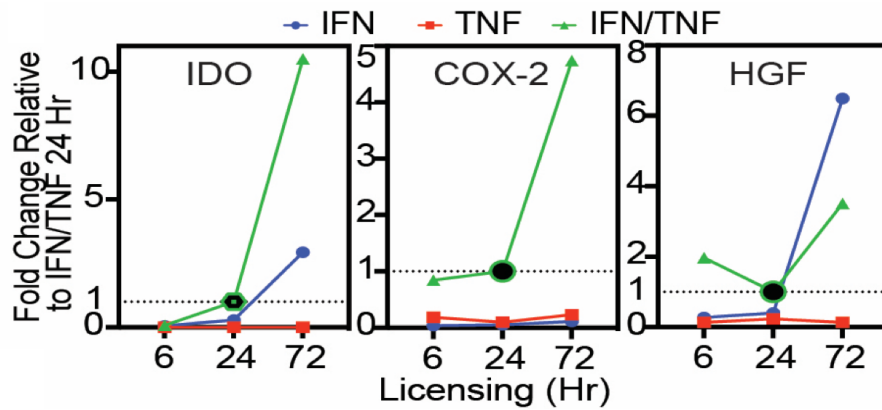 IFN TNF IFN/TNF
Fold Change Relative
to IFN/TNF 24 Hr
IDO
10
5
1
0
6 24 72
COX-2
5
4
3
2
1
0
6 24 72
HGF
8
6
4
2
1
0
6 24 72
Licensing (Hr)